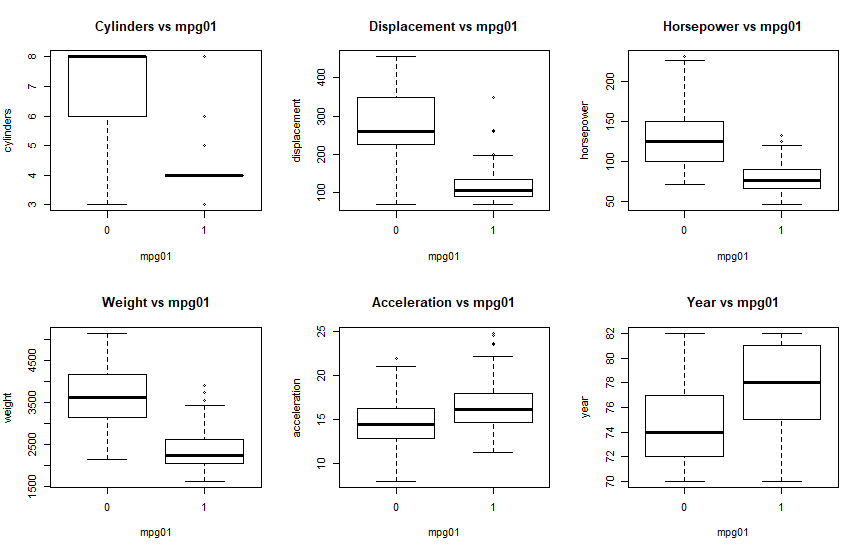 Cylinders vs mpg01
cylinders
8
7
6
5
4
3
0 1
mpg01
Displacement vs mpg01
displacement
400
300
200
100
0 1
mpg01
Horsepower vs mpg01
horsepower
200
150
100
50
0 1
mpg01
Weight vs mpg01
weight
4500
3500
2500
1500
0 1
mpg01
Acceleration vs mpg01
acceleration
25
20
15
10
0 1
mpg01
Year vs mpg01
year
82
80
78
76
74
72
70
0 1
mpg01